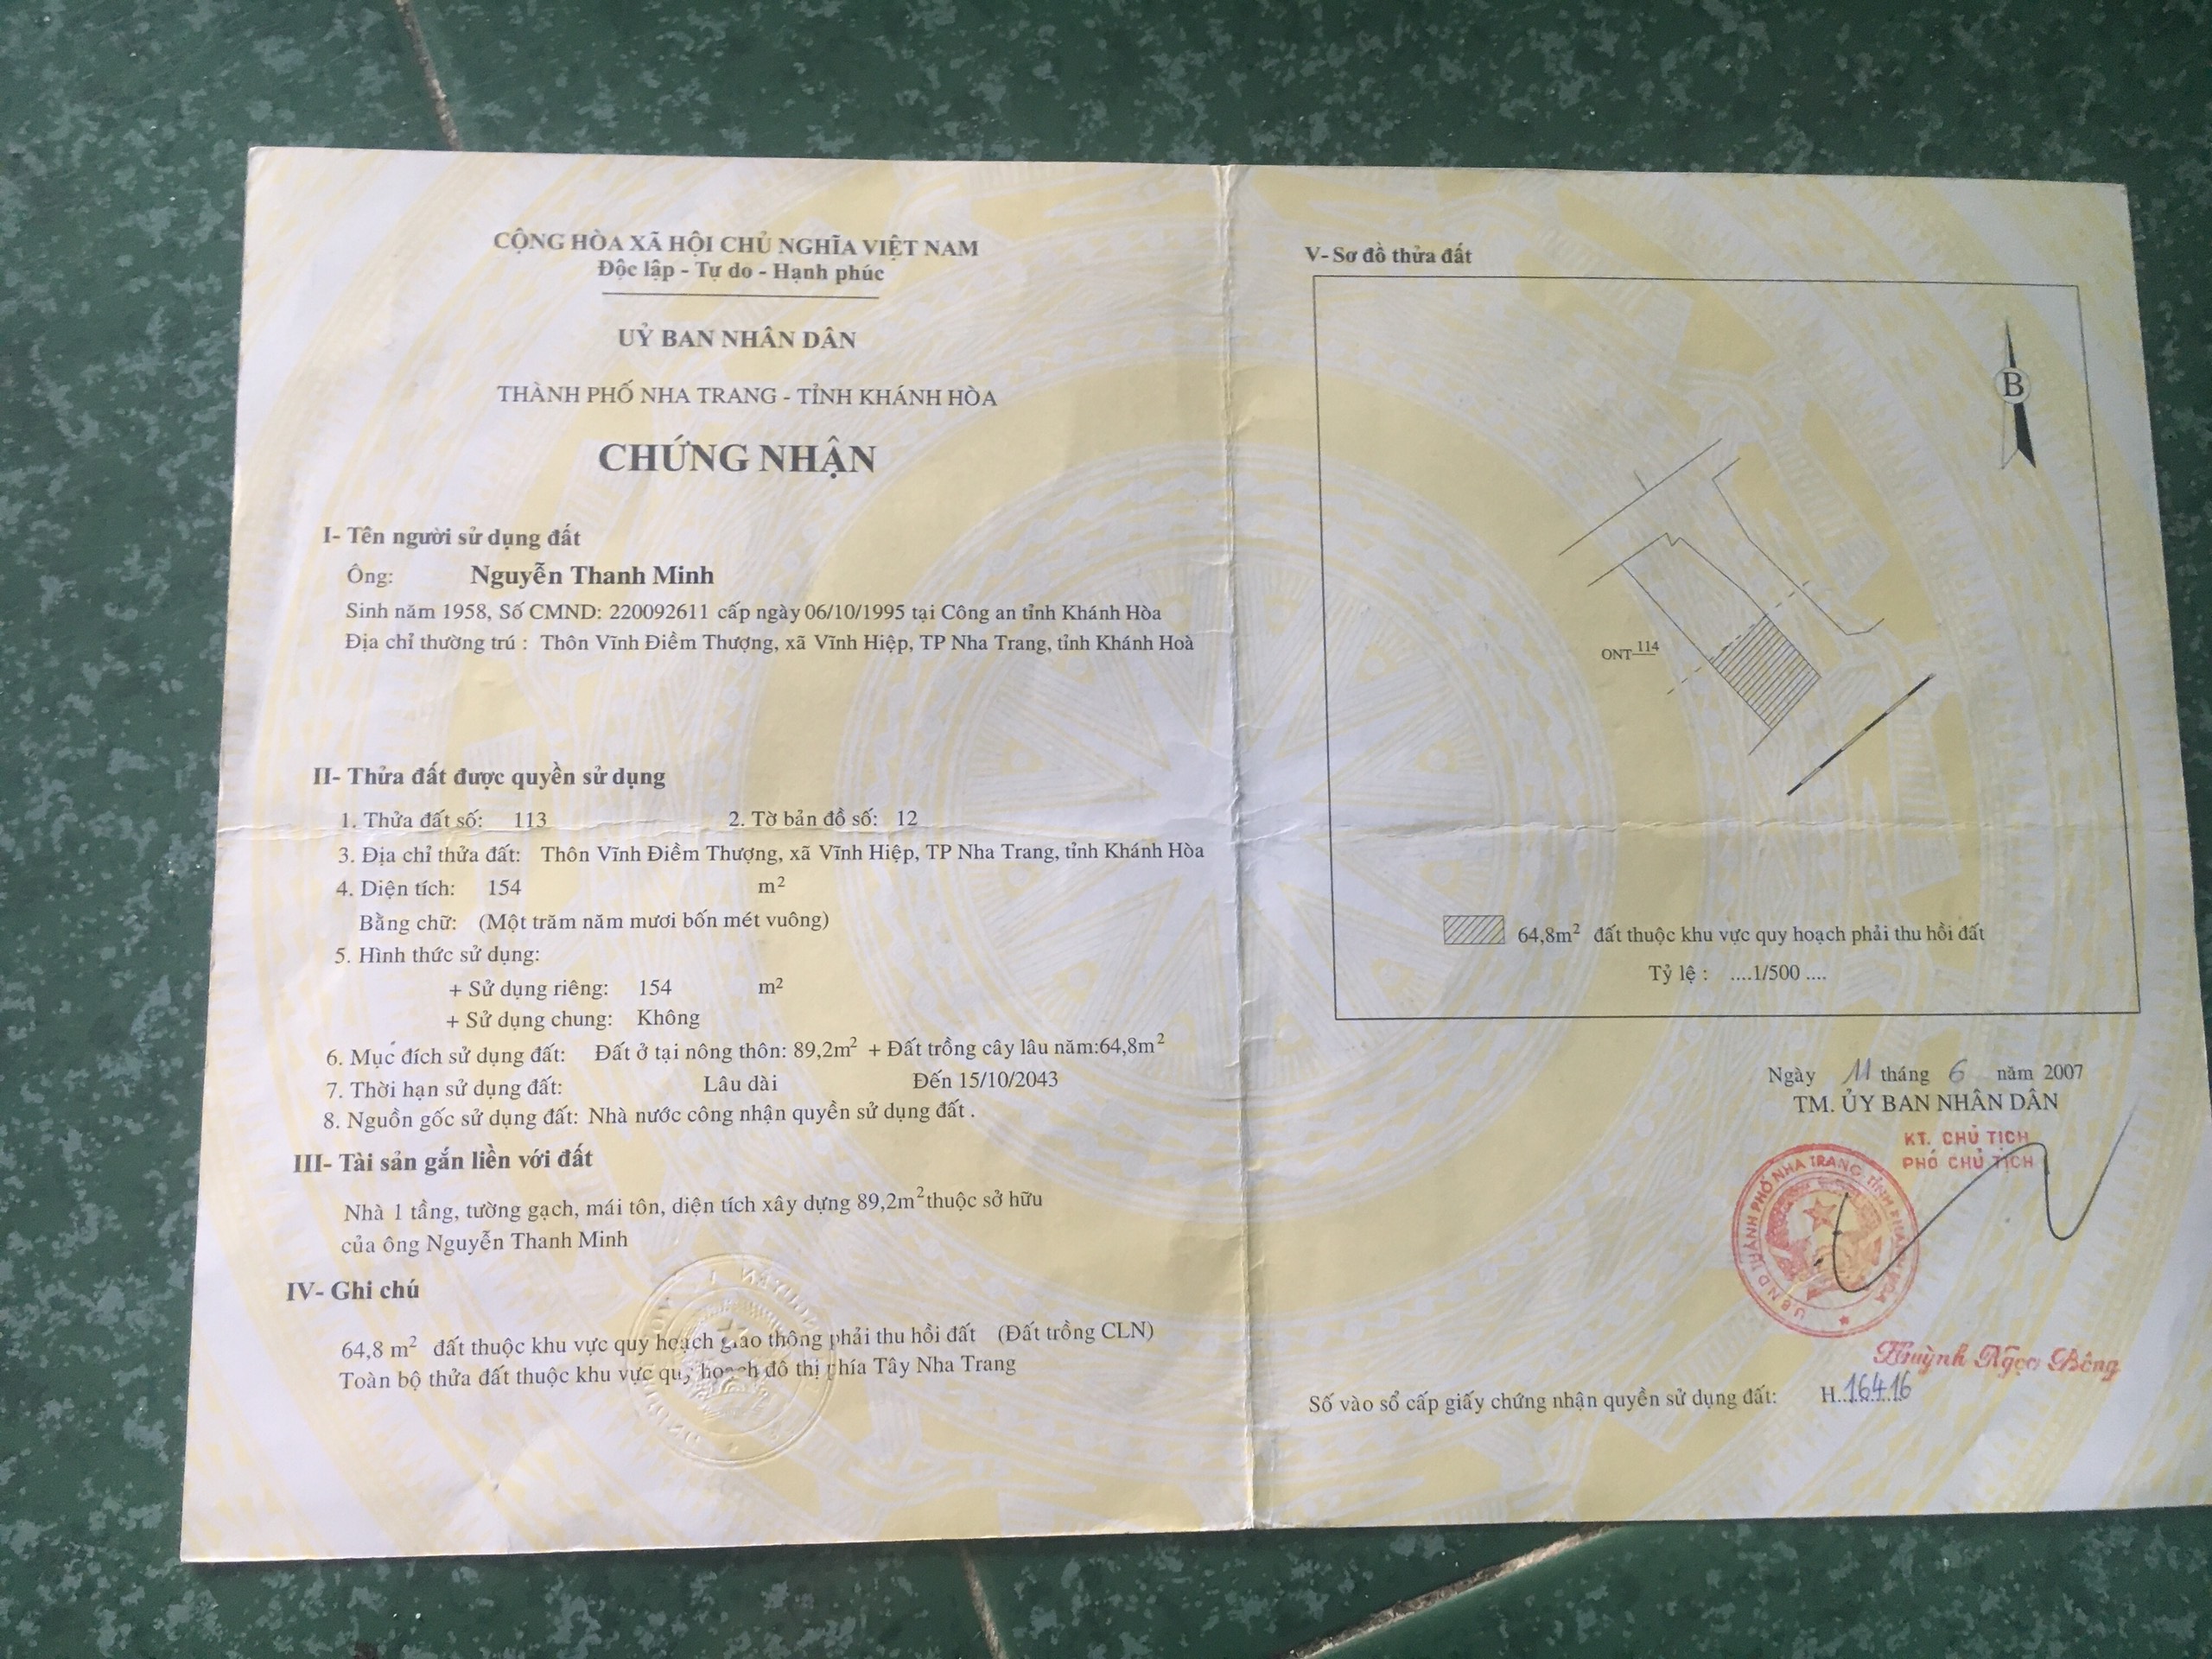 CỘNG HÒA XÃ HỘI CHỦ NGHĨA VIỆT NAM
Độc lập - Tự do - Hạnh phúc
UỶ BAN NHÂN DÂN
THÀNH PHỐ NHA TRANG - TỈNH KHÁNH HÒA
CHỨNG NHẬN
I- Tên người sử dụng đất
Ông: Nguyễn Thanh Minh
Sinh năm 1958, Số CMND: 220092611 cấp ngày 06/10/1995 tại Công an tỉnh Khánh Hòa
Địa chỉ thường trú : Thôn Vĩnh Điềm Thượng, xã Vĩnh Hiệp, TP Nha Trang, tỉnh Khánh Hoà
II- Thửa đất được quyền sử dụng
1. Thửa đất số: 113 2. Tờ bản đồ số: 12
3. Địa chỉ thửa đất: Thôn Vĩnh Điềm Thượng, xã Vĩnh Hiệp, TP Nha Trang, tỉnh Khánh Hòa
4. Diện tích: 154 m²
Bằng chữ: (Một trăm năm mươi bốn mét vuông)
5. Hình thức sử dụng:
+ Sử dụng riêng: 154 m²
+ Sử dụng chung: Không
6. Mục đích sử dụng đất: Đất ở tại nông thôn: 89,2m² + Đất trồng cây lâu năm:64,8m²
7. Thời hạn sử dụng đất: Lâu dài Đến 15/10/2043
8. Nguồn gốc sử dụng đất: Nhà nước công nhận quyền sử dụng đất .
III- Tài sản gắn liền với đất
Nhà 1 tầng, tường gạch, mái tôn, diện tích xây dựng 89,2m² thuộc sở hữu
của ông Nguyễn Thanh Minh
IV- Ghi chú
64,8 m² đất thuộc khu vực quy hoạch giao thông phải thu hồi đất (Đất trồng CLN)
Toàn bộ thửa đất thuộc khu vực quy hoạch đô thị phía Tây Nha Trang
V- Sơ đồ thửa đất
B
ONT 114
64,8m² đất thuộc khu vực quy hoạch phải thu hồi đất
Tỷ lệ : ....1/500 ....
Ngày 11 tháng 6 năm 2007
TM. ỦY BAN NHÂN DÂN
KT. CHỦ TỊCH
PHÓ CHỦ TỊCH
UBND THÀNH PHỐ NHA TRANG TỈNH KHÁNH HÒA
Huỳnh Ngọc Bông
Số vào sổ cấp giấy chứng nhận quyền sử dụng đất: H.16416